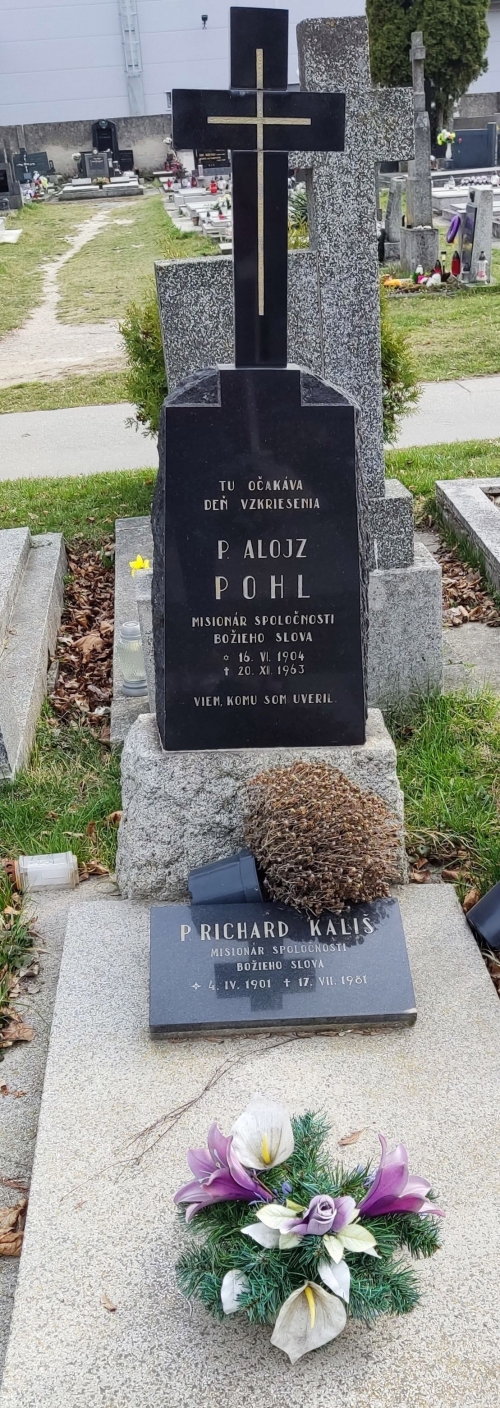 TU OČAKÁVA
DEŇ VZKRIESENIA
P. ALOJZ
POHL
MISIONÁR SPOLOČNOSTI
BOŽIEHO SLOVA
☆ 16. VI. 1904
✝ 20. XII. 1963
VIEM, KOMU SOM UVERIL.
P. RICHARD KALIŠ
MISIONÁR SPOLOČNOSTI
BOŽIEHO SLOVA
☆ 4. IV. 1901 ✝ 17. VII. 1981